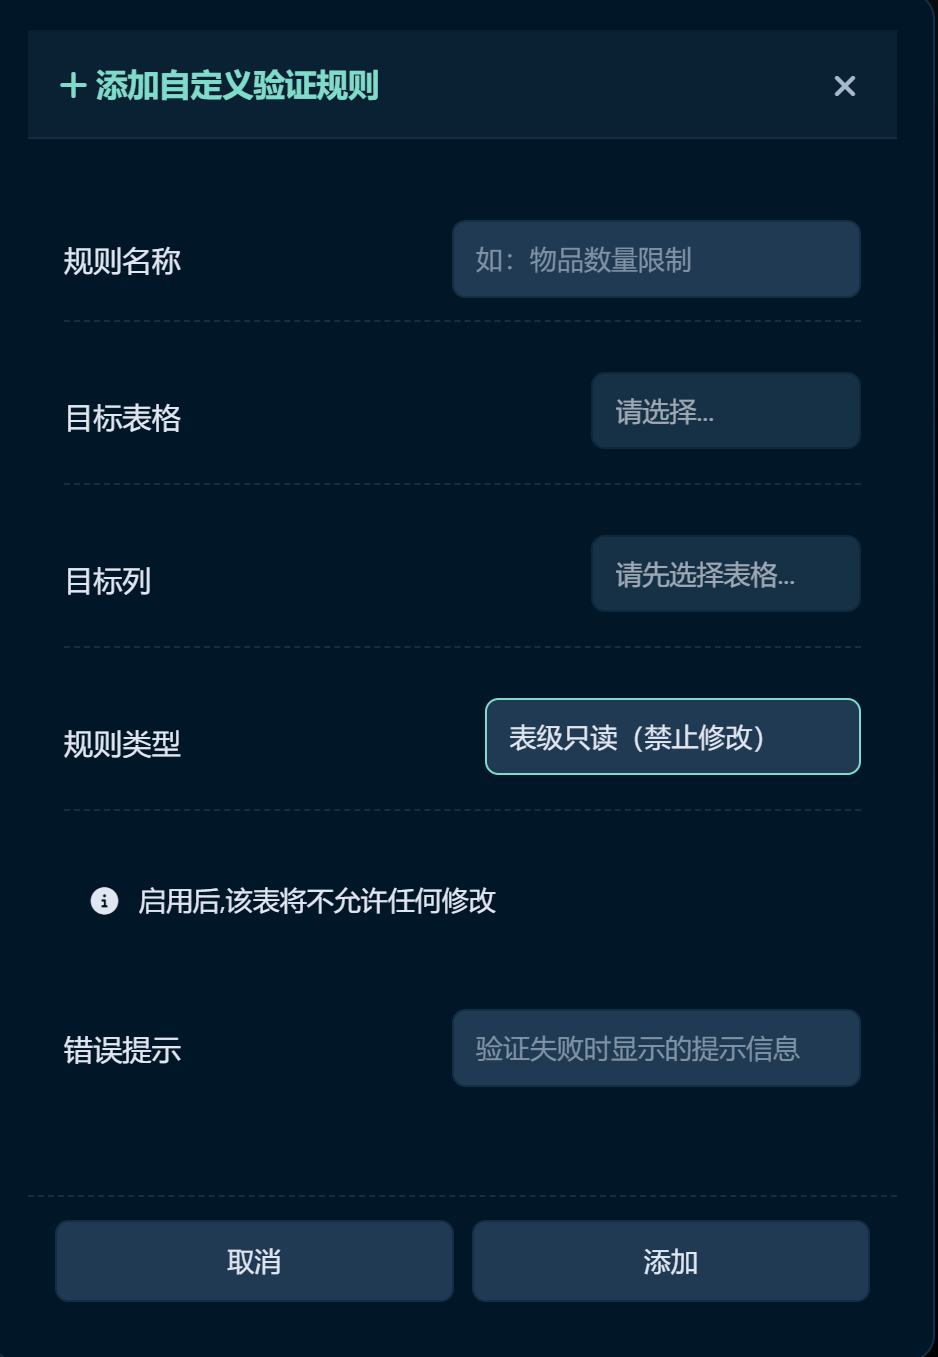 + 添加自定义验证规则
规则名称
如：物品数量限制
目标表格
请选择...
目标列
请先选择表格...
规则类型
表级只读（禁止修改）
启用后,该表将不允许任何修改
错误提示
验证失败时显示的提示信息
取消
添加